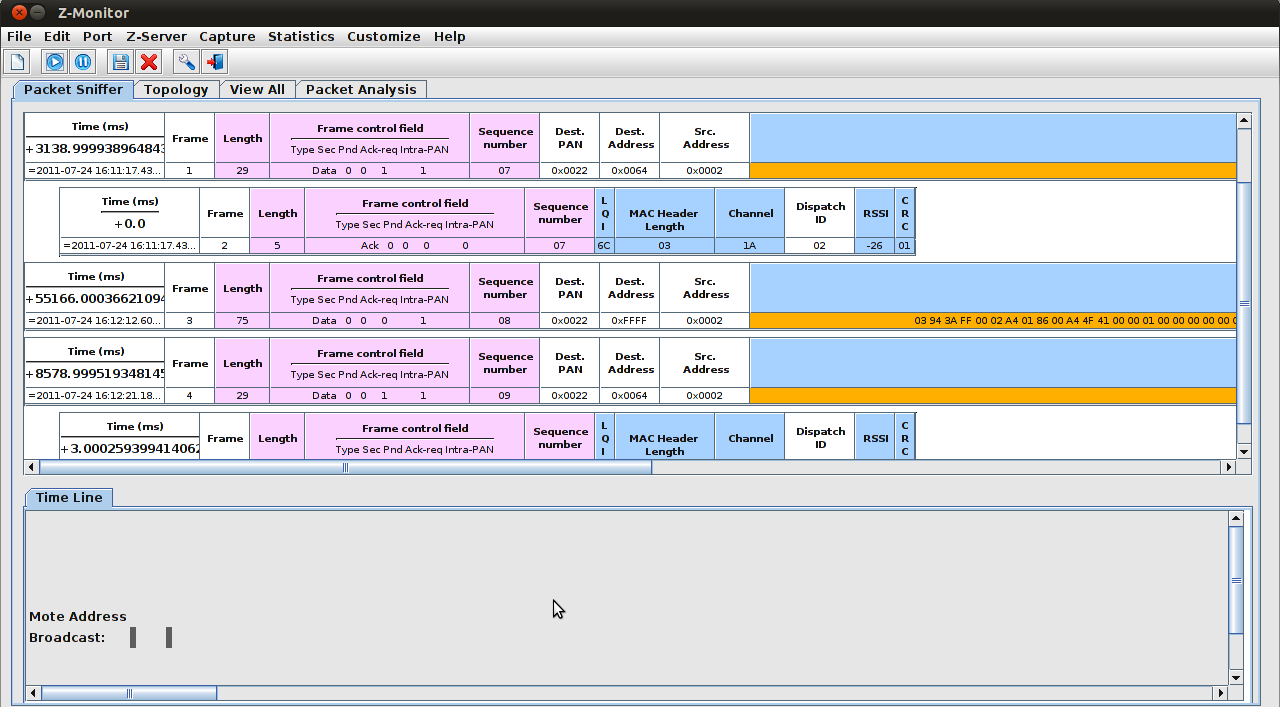 Z-Monitor
File Edit Port Z-Server Capture Statistics Customize Help
Packet Sniffer Topology View All Packet Analysis
Time (ms) Frame Length Frame control field Sequence number Dest. PAN Dest. Address Src. Address
+3138.999938964843 Type Sec Pnd Ack-req Intra-PAN
=2011-07-24 16:11:17.43... 1 29 Data 0 0 1 1 07 0x0022 0x0064 0x0002
Time (ms) Frame Length Frame control field Sequence number L Q I MAC Header Length Channel Dispatch ID RSSI C R C
+0.0 Type Sec Pnd Ack-req Intra-PAN
=2011-07-24 16:11:17.43... 2 5 Ack 0 0 0 0 07 6C 03 1A 02 -26 01
Time (ms) Frame Length Frame control field Sequence number Dest. PAN Dest. Address Src. Address
+55166.00036621094 Type Sec Pnd Ack-req Intra-PAN
=2011-07-24 16:12:12.60... 3 75 Data 0 0 0 1 08 0x0022 0xFFFF 0x0002 03 94 3A FF 00 02 A4 01 86 00 A4 4F 41 00 00 01 00 00 00 00 00 0
Time (ms) Frame Length Frame control field Sequence number Dest. PAN Dest. Address Src. Address
+8578.999519348145 Type Sec Pnd Ack-req Intra-PAN
=2011-07-24 16:12:21.18... 4 29 Data 0 0 1 1 09 0x0022 0x0064 0x0002
Time (ms) Frame Length Frame control field Sequence number L Q I MAC Header Length Channel Dispatch ID RSSI C R C
+3.000259399414062 Type Sec Pnd Ack-req Intra-PAN
Time Line
Mote Address
Broadcast: